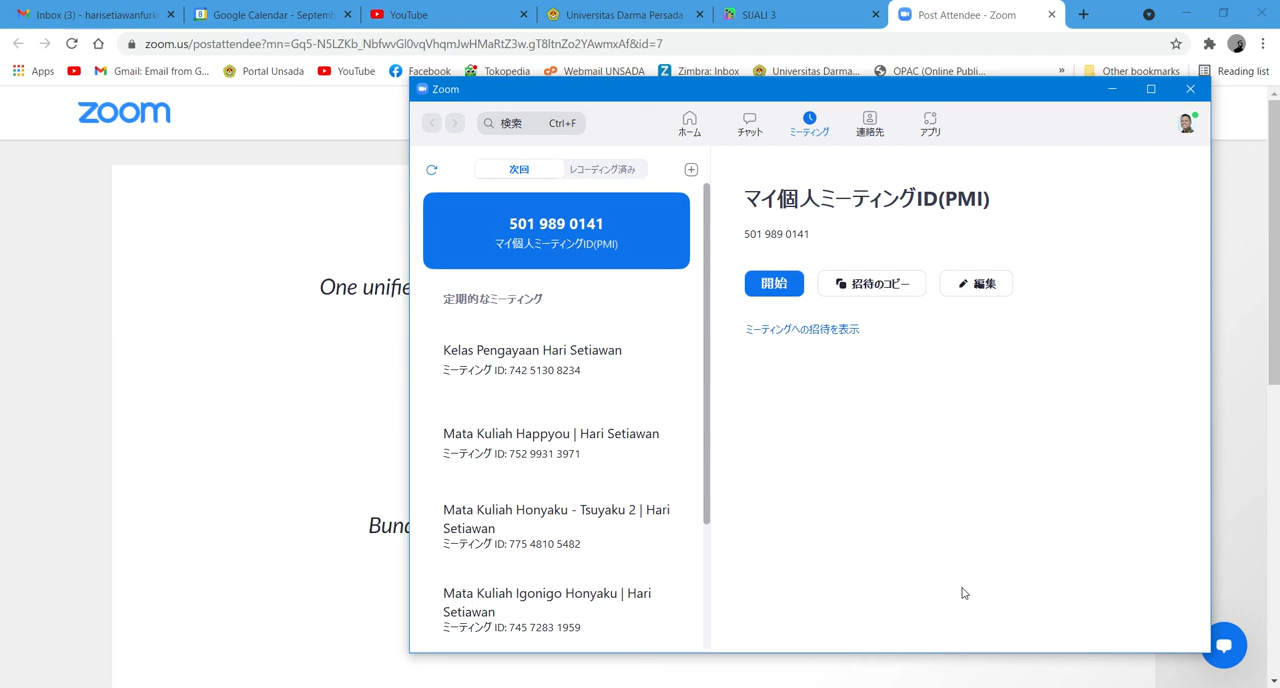 Inbox (3) - harisetiawanfurk
Google Calendar - Septemb
YouTube
Universitas Darma Persada
SIJALI 3
Post Attendee - Zoom
zoom.us/postattendee?mn=Gq5-N5LZKb_NbfwvGl0vqVhqmJwHMaRtZ3w.gT8ltnZo2YAwmxAf&id=7
Apps
Gmail: Email from G...
Portal Unsada
YouTube
Facebook
Tokopedia
Webmail UNSADA
Zimbra: Inbox
Universitas Darma...
OPAC (Online Publi...
»
Other bookmarks
Reading list
zoom
One unifie
Bund
Zoom
検索 Ctrl+F
ホーム
チャット
ミーティング
連絡先
アプリ
次回
レコーディング済み
501 989 0141
マイ個人ミーティングID(PMI)
定期的なミーティング
Kelas Pengayaan Hari Setiawan
ミーティング ID: 742 5130 8234
Mata Kuliah Happyou | Hari Setiawan
ミーティング ID: 752 9931 3971
Mata Kuliah Honyaku - Tsuyaku 2 | Hari
Setiawan
ミーティング ID: 775 4810 5482
Mata Kuliah Igonigo Honyaku | Hari
Setiawan
ミーティング ID: 745 7283 1959
マイ個人ミーティングID(PMI)
501 989 0141
開始
招待のコピー
編集
ミーティングへの招待を表示